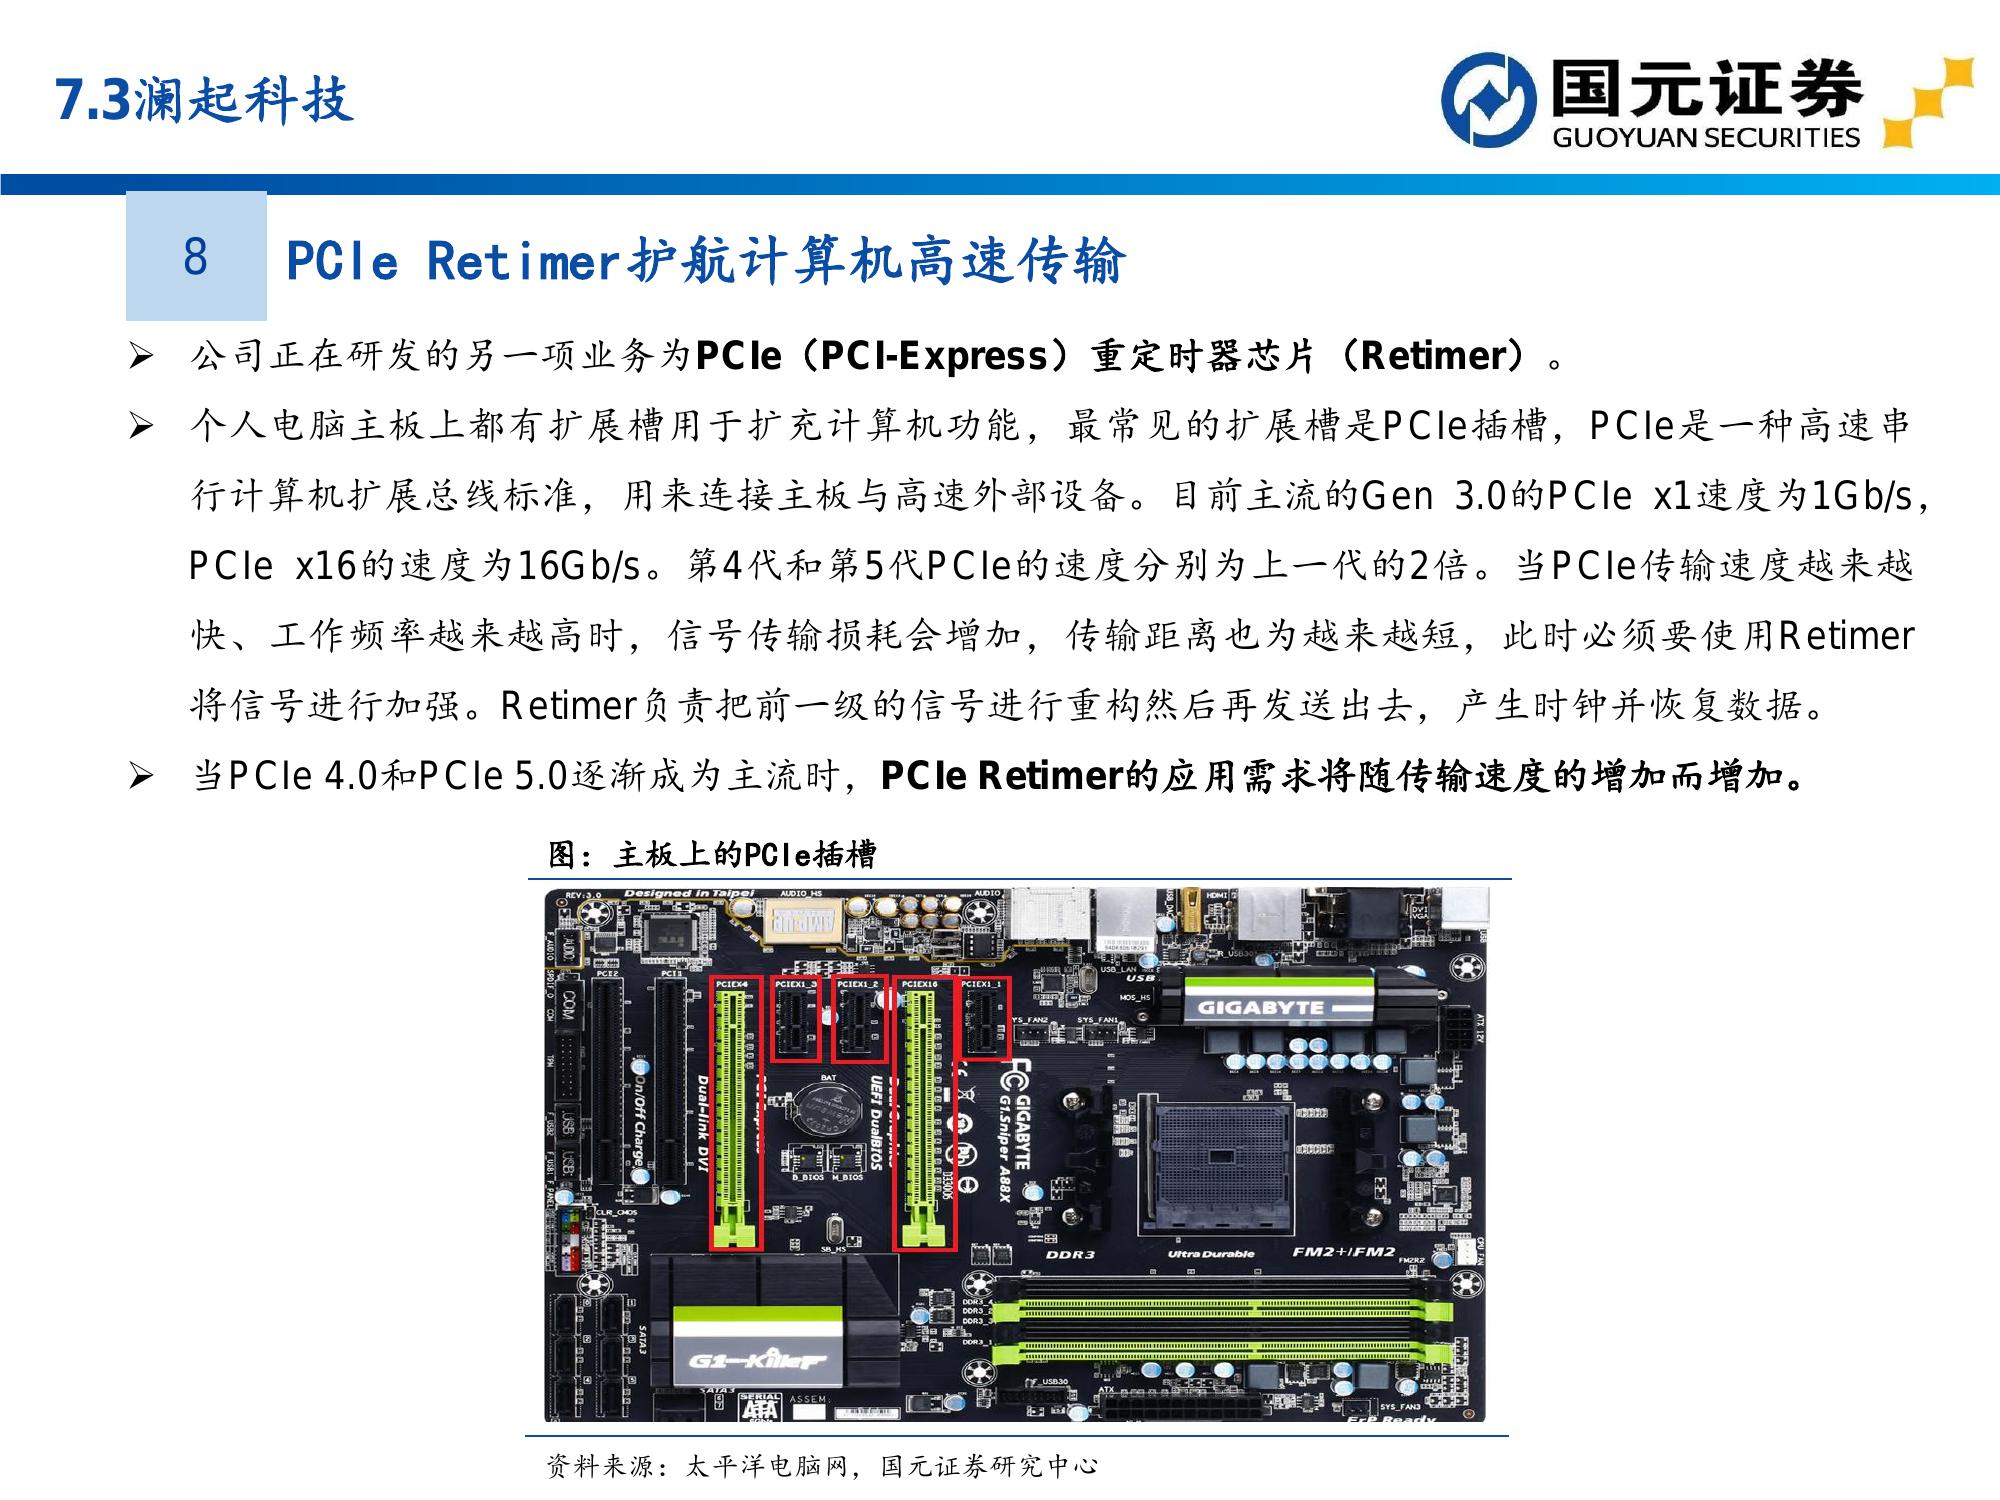 7.3澜起科技
国元证券
GUOYUAN SECURITIES
8
PCIe Retimer护航计算机高速传输
公司正在研发的另一项业务为PCIe（PCI-Express）重定时器芯片（Retimer）。
个人电脑主板上都有扩展槽用于扩充计算机功能，最常见的扩展槽是PCIe插槽，PCIe是一种高速串
行计算机扩展总线标准，用来连接主板与高速外部设备。目前主流的Gen 3.0的PCIe x1速度为1Gb/s，
PCIe x16的速度为16Gb/s。第4代和第5代PCIe的速度分别为上一代的2倍。当PCIe传输速度越来越
快、工作频率越来越高时，信号传输损耗会增加，传输距离也为越来越短，此时必须要使用Retimer
将信号进行加强。Retimer负责把前一级的信号进行重构然后再发送出去，产生时钟并恢复数据。
当PCIe 4.0和PCIe 5.0逐渐成为主流时，PCIe Retimer的应用需求将随传输速度的增加而增加。
图：主板上的PCIe插槽
REV:3.0
Designed in Taipei
AUDIO_HS
AUDIO
HDMI
DVI
VGA
F_AUDIO
SPDIF_O
COM
TPM
PCI2
PCI1
PCIEX4
PCIEX1_3
PCIEX1_2
PCIEX16
PCIEX1_1
USB_LAN
USB
MOS_HS
SYS_FAN2
SYS_FAN1
GIGABYTE
ATX_12V
On/Off Charge
Dual-link DVI
BAT
UEFI DualBIOS
B_BIOS
M_BIOS
GIGABYTE
G1.Sniper A88X
F_USB2
F_USB1
F_PANEL
CLR_CMOS
SB_HS
DDR3
Ultra Durable
FM2+/FM2
FM2R2
CPU_FAN
DDR3_4
DDR3_2
DDR3_3
DDR3_1
SATA3
G1-Killer
SATA3
SERIAL
ATA
ASSEM:
F_USB30
ATX
SYS_FAN3
ErP Ready
资料来源：太平洋电脑网，国元证券研究中心